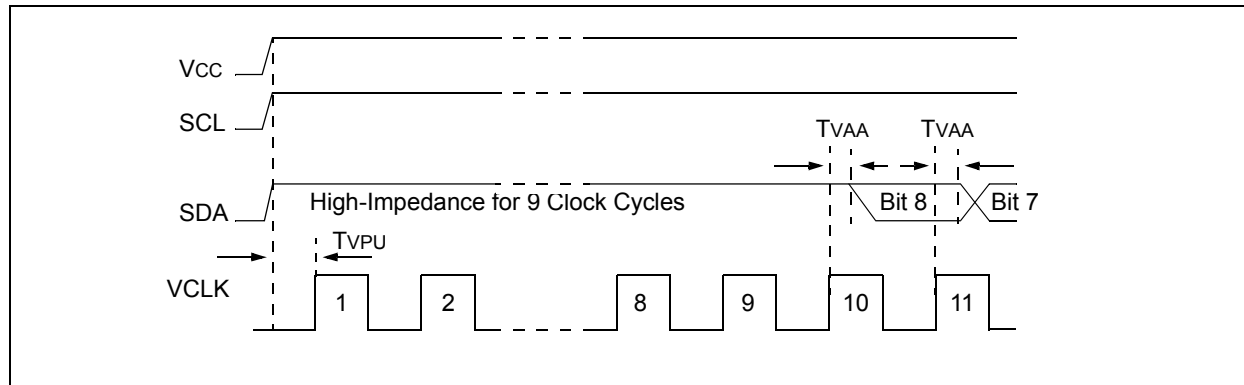 VCC
SCL
TVAA TVAA
SDA High-Impedance for 9 Clock Cycles Bit 8 Bit 7
TVPU
VCLK 1 2 8 9 10 11